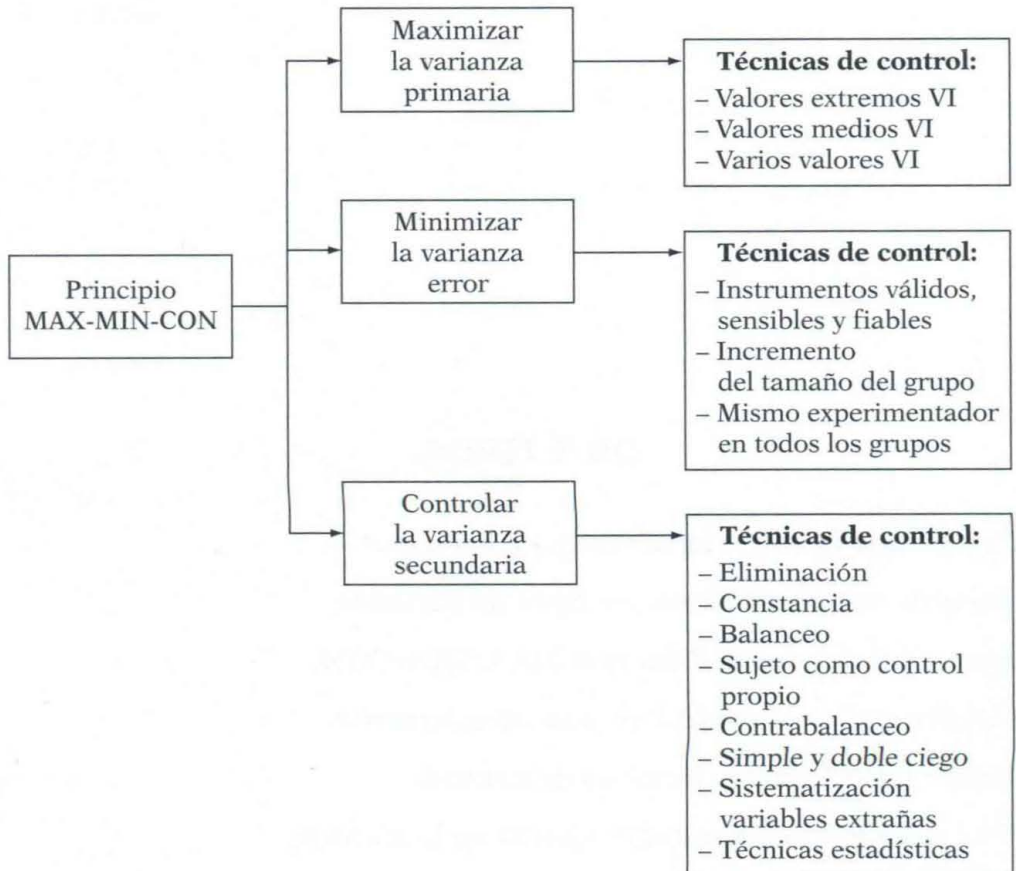 Principio
MAX-MIN-CON
Maximizar
la varianza
primaria
Técnicas de control:
– Valores extremos VI
– Valores medios VI
– Varios valores VI
Minimizar
la varianza
error
Técnicas de control:
– Instrumentos válidos,
sensibles y fiables
– Incremento
del tamaño del grupo
– Mismo experimentador
en todos los grupos
Controlar
la varianza
secundaria
Técnicas de control:
– Eliminación
– Constancia
– Balanceo
– Sujeto como control
propio
– Contrabalanceo
– Simple y doble ciego
– Sistematización
variables extrañas
– Técnicas estadísticas